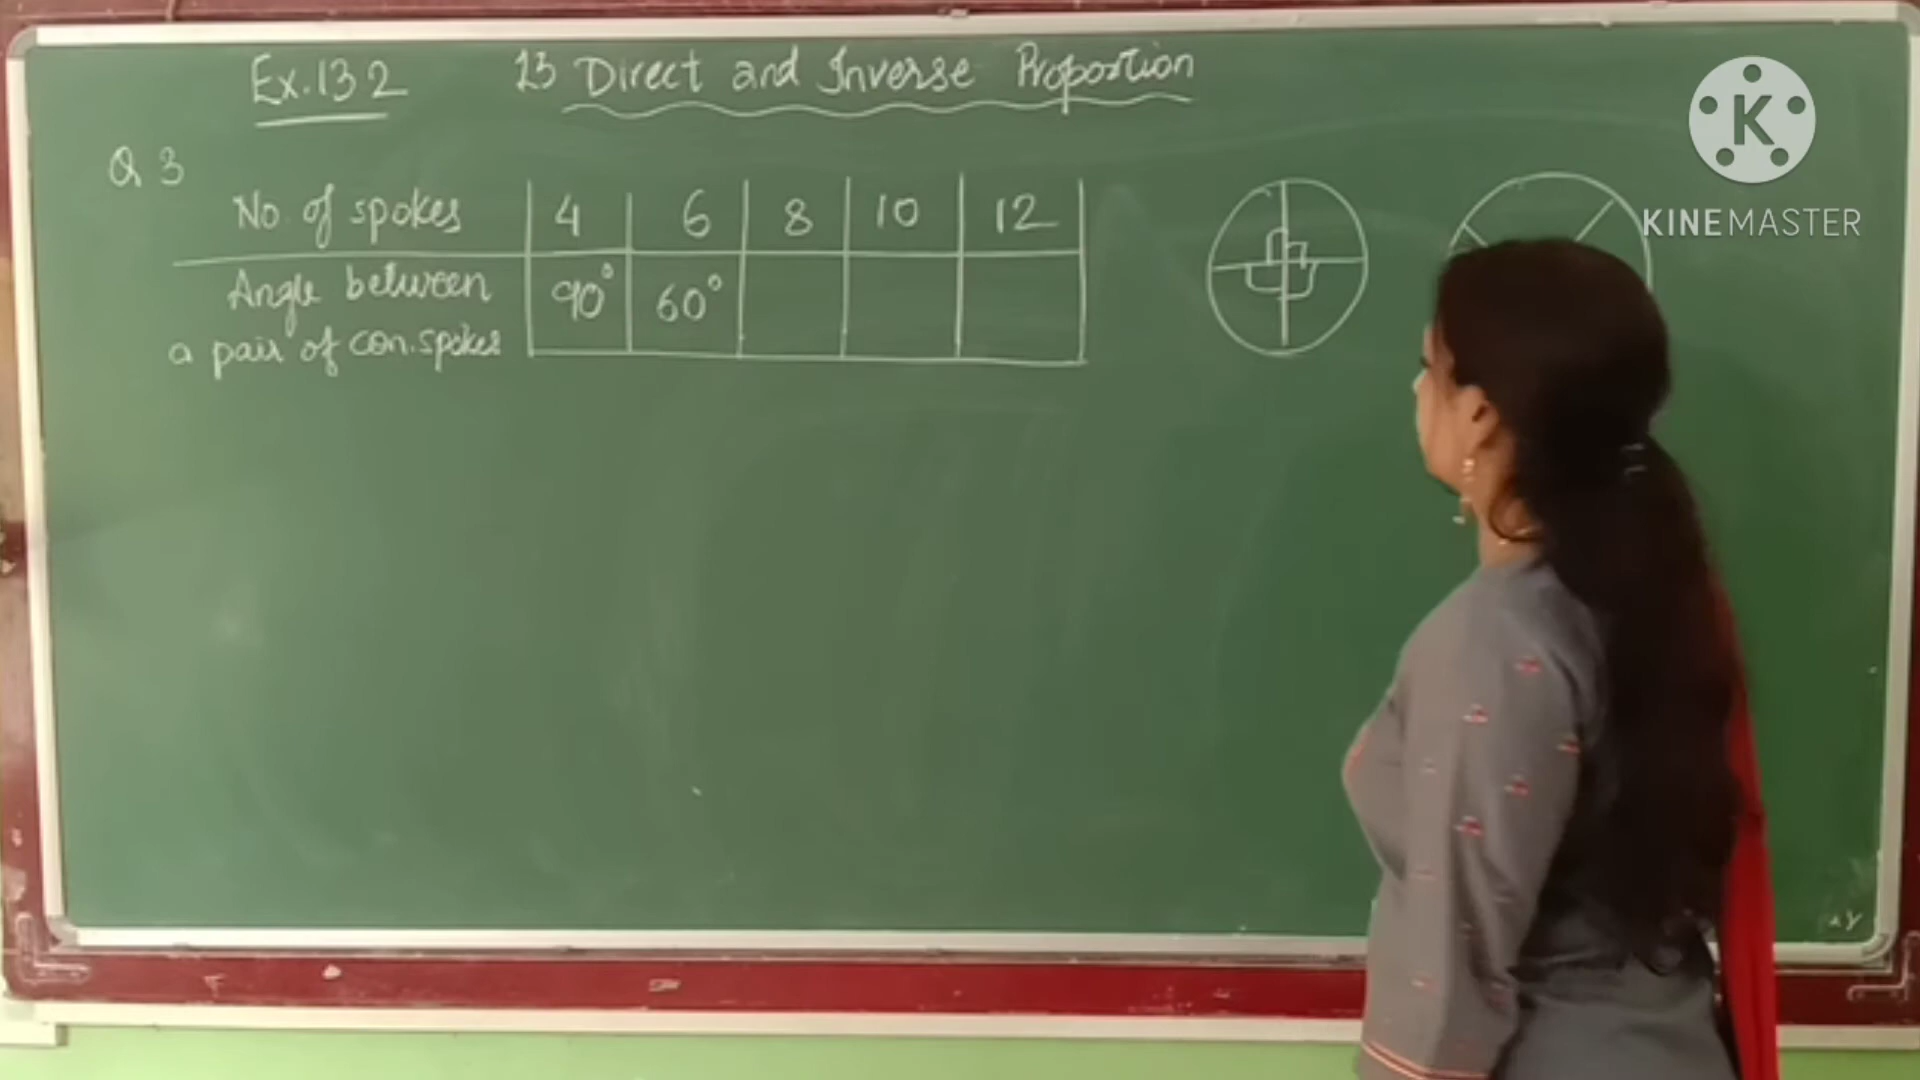 Ex.13 2 13 Direct and Inverse Proportion
Q 3
No. of spokes 4 6 8 10 12
Angle between 90° 60°
a pair of con. spokes
K
KINEMASTER